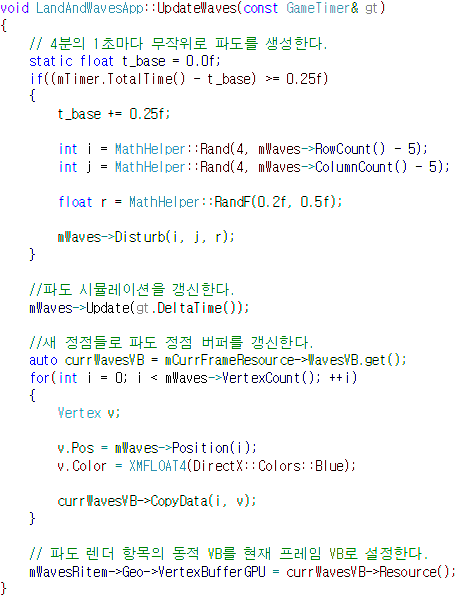 void LandAndWavesApp::UpdateWaves(const GameTimer& gt)
{
// 4분의 1초마다 무작위로 파도를 생성한다.
static float t_base = 0.0f;
if((mTimer.TotalTime() - t_base) >= 0.25f)
{
t_base += 0.25f;
int i = MathHelper::Rand(4, mWaves->RowCount() - 5);
int j = MathHelper::Rand(4, mWaves->ColumnCount() - 5);
float r = MathHelper::RandF(0.2f, 0.5f);
mWaves->Disturb(i, j, r);
}
//파도 시뮬레이션을 갱신한다.
mWaves->Update(gt.DeltaTime());
//새 정점들로 파도 정점 버퍼를 갱신한다.
auto currWavesVB = mCurrFrameResource->WavesVB.get();
for(int i = 0; i < mWaves->VertexCount(); ++i)
{
Vertex v;
v.Pos = mWaves->Position(i);
v.Color = XMFLOAT4(DirectX::Colors::Blue);
currWavesVB->CopyData(i, v);
}
// 파도 렌더 항목의 동적 VB를 현재 프레임 VB로 설정한다.
mWavesRitem->Geo->VertexBufferGPU = currWavesVB->Resource();
}